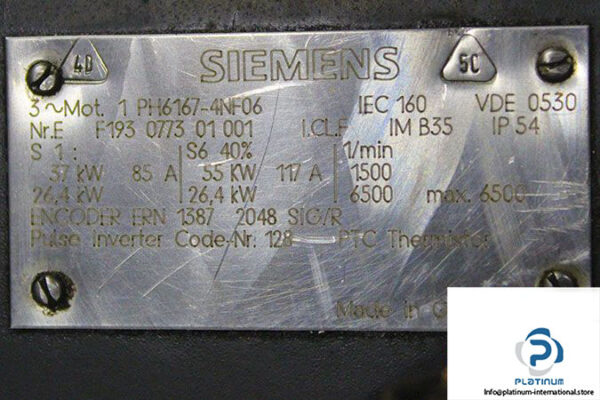 4D SIEMENS 5C
3~Mot. 1 PH6167-4NF06 IEC 160 VDE 0530
Nr.E F193 0773 01 001 I.CL.F IM B35 IP 54
S 1 : S6 40% 1/min
37 kW 85 A 55 KW 117 A 1500
26,4 kW 26,4 kW 6500 max. 6500
ENCODER ERN 1387 2048 SIG/R
Pulse Inverter Code-Nr. 128 PTC Thermistor
Made in
PLATINUM
INTERNATIONAL
Info@platinum-international.store